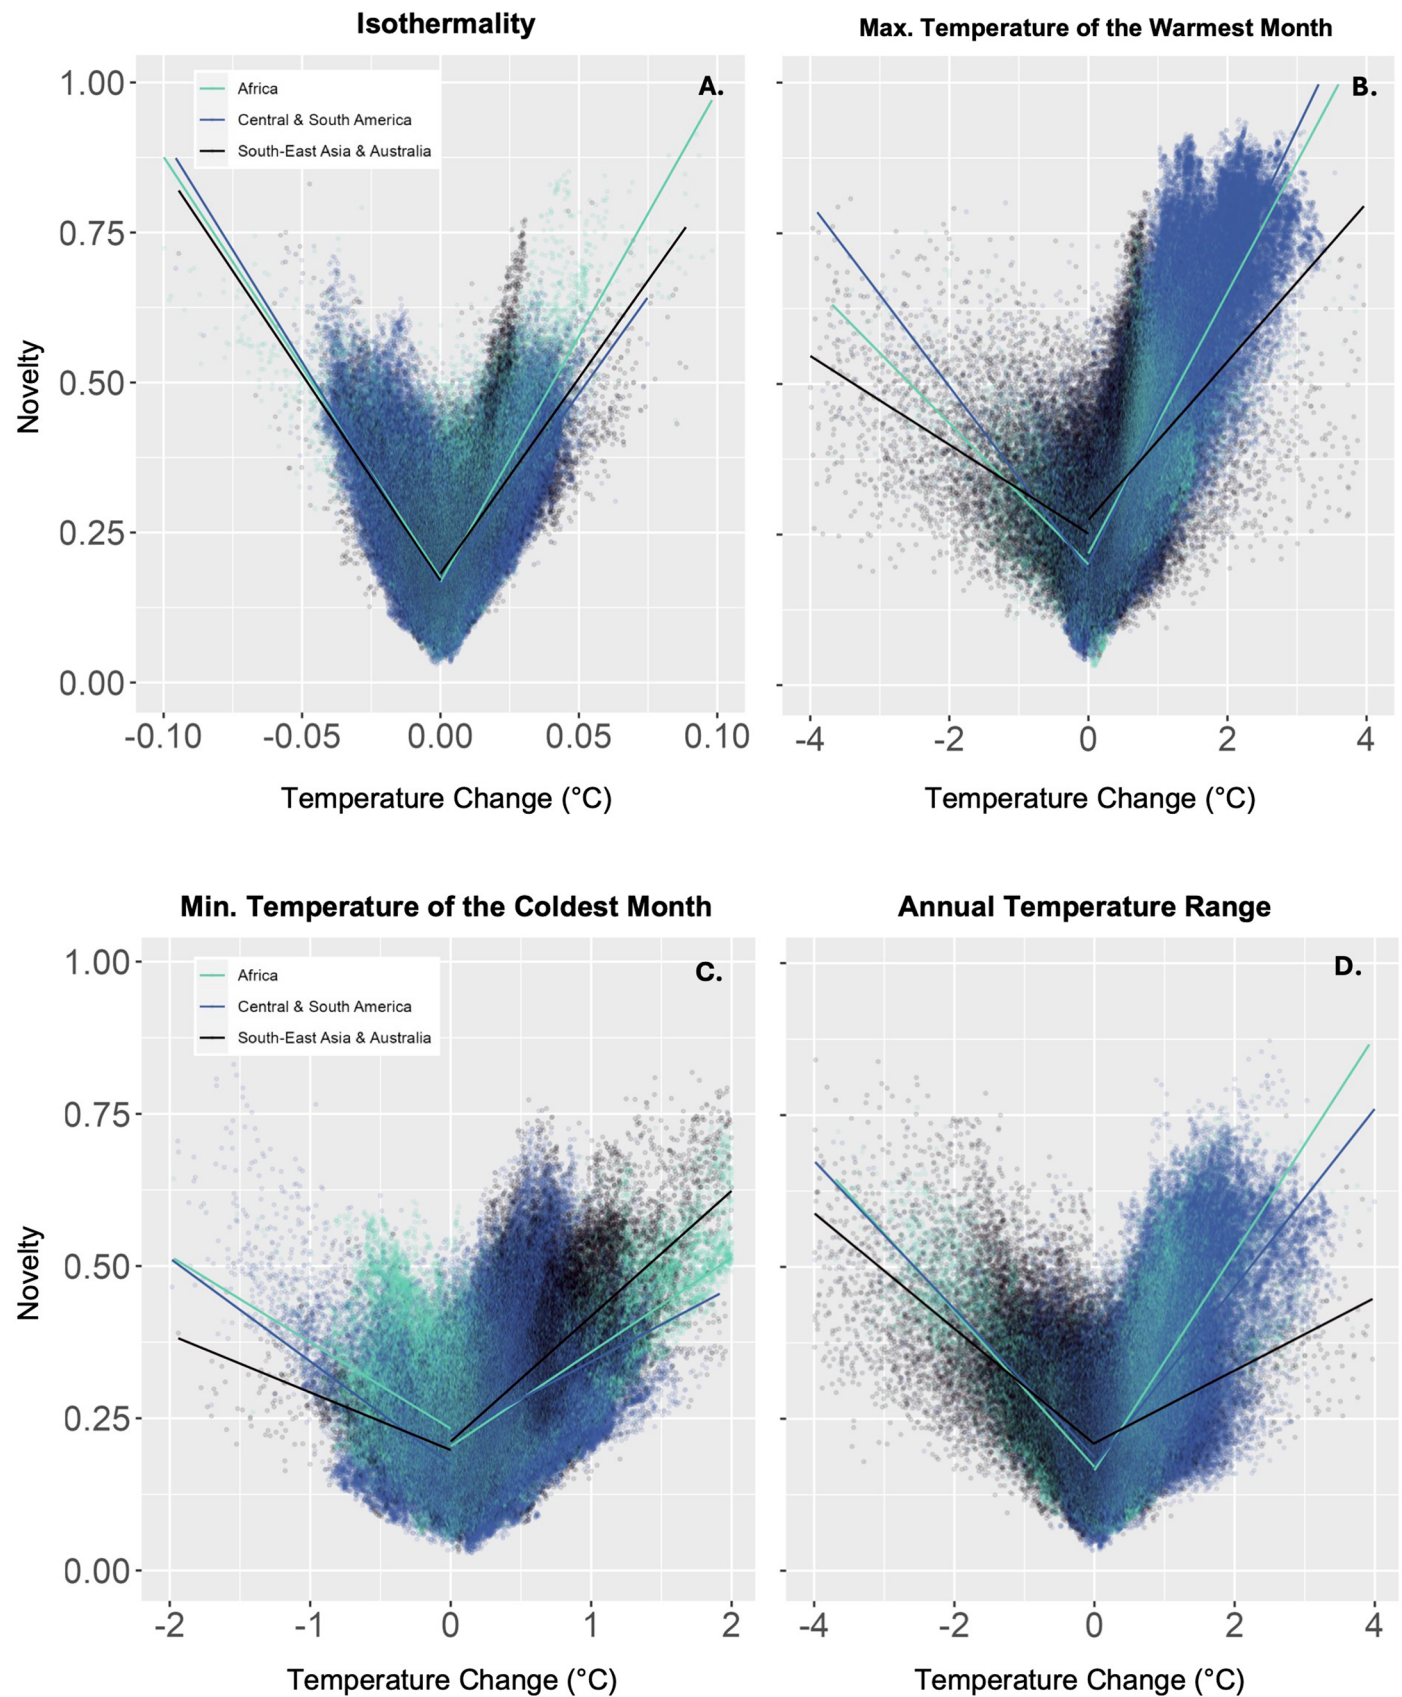 Isothermality
Max. Temperature of the Warmest Month
A.
B.
Africa
Central & South America
South-East Asia & Australia
Novelty
1.00
0.75
0.50
0.25
0.00
-0.10 -0.05 0.00 0.05 0.10
-4 -2 0 2 4
Temperature Change (°C)
Temperature Change (°C)
Min. Temperature of the Coldest Month
Annual Temperature Range
C.
D.
Africa
Central & South America
South-East Asia & Australia
Novelty
1.00
0.75
0.50
0.25
0.00
-2 -1 0 1 2
-4 -2 0 2 4
Temperature Change (°C)
Temperature Change (°C)